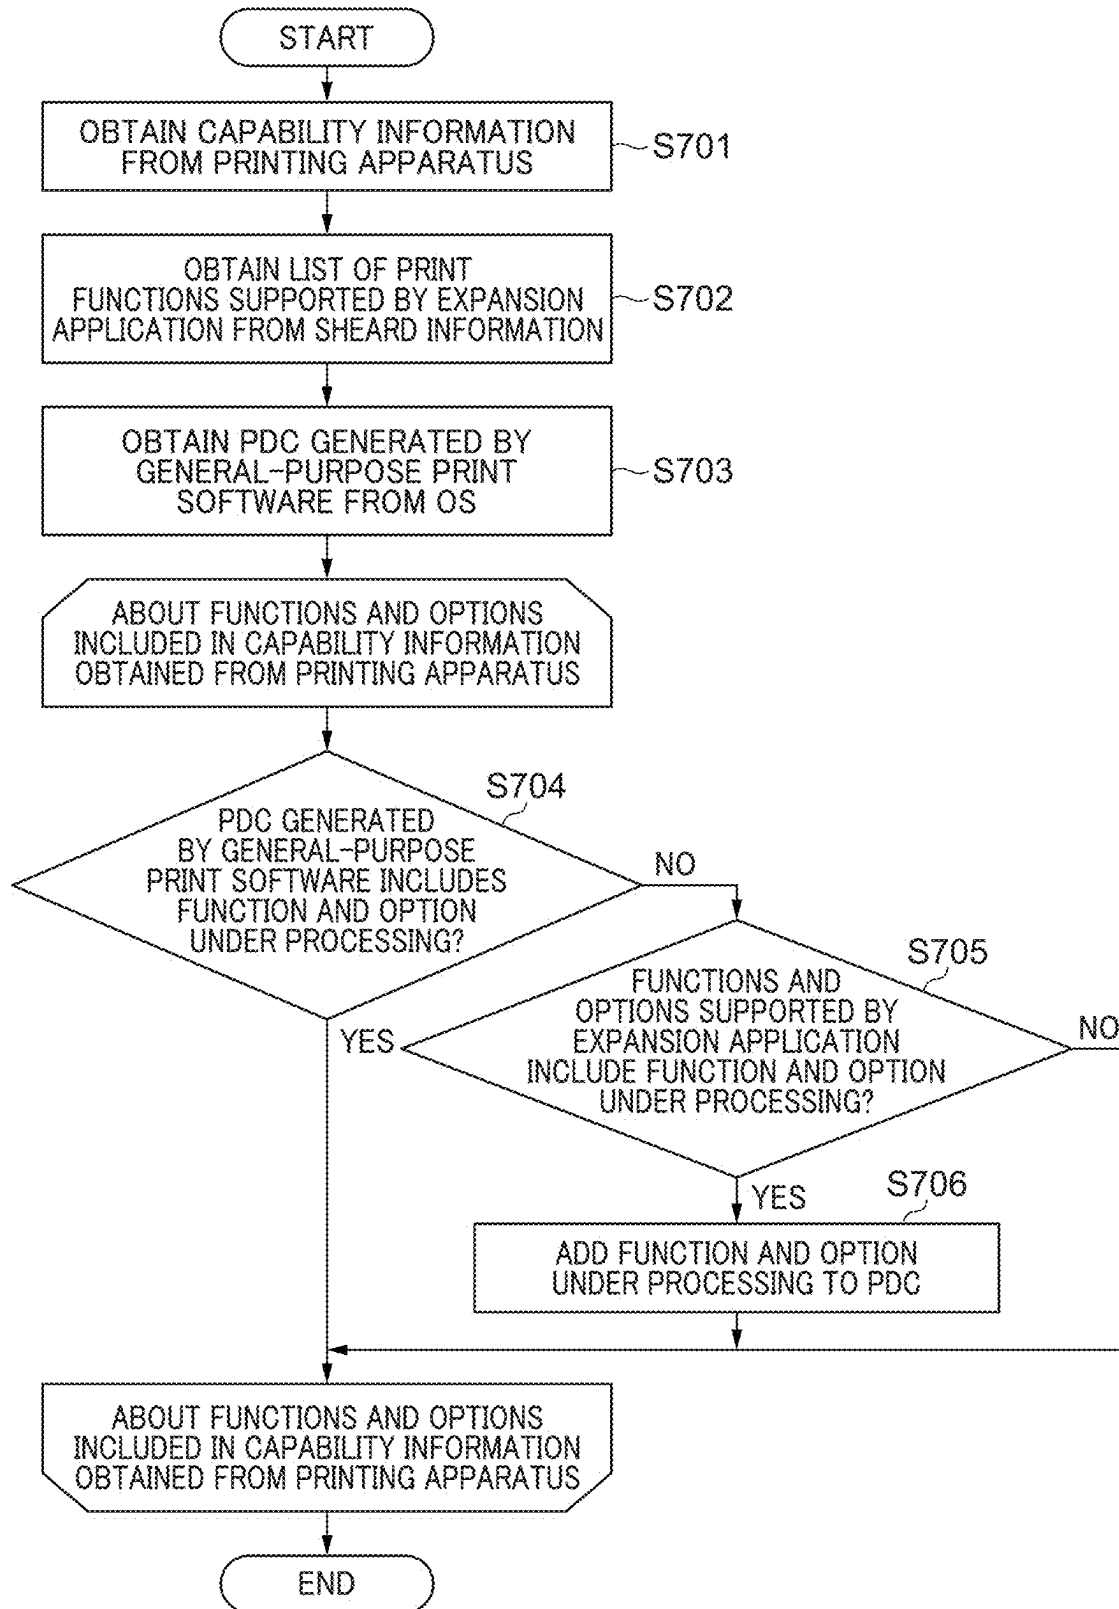 START
OBTAIN CAPABILITY INFORMATION
FROM PRINTING APPARATUS
S701
OBTAIN LIST OF PRINT
FUNCTIONS SUPPORTED BY EXPANSION
APPLICATION FROM SHEARD INFORMATION
S702
OBTAIN PDC GENERATED BY
GENERAL-PURPOSE PRINT
SOFTWARE FROM OS
S703
ABOUT FUNCTIONS AND OPTIONS
INCLUDED IN CAPABILITY INFORMATION
OBTAINED FROM PRINTING APPARATUS
S704
PDC GENERATED
BY GENERAL-PURPOSE
PRINT SOFTWARE INCLUDES
FUNCTION AND OPTION
UNDER PROCESSING?
NO
YES
S705
FUNCTIONS AND
OPTIONS SUPPORTED BY
EXPANSION APPLICATION
INCLUDE FUNCTION AND OPTION
UNDER PROCESSING?
NO
YES
S706
ADD FUNCTION AND OPTION
UNDER PROCESSING TO PDC
ABOUT FUNCTIONS AND OPTIONS
INCLUDED IN CAPABILITY INFORMATION
OBTAINED FROM PRINTING APPARATUS
END